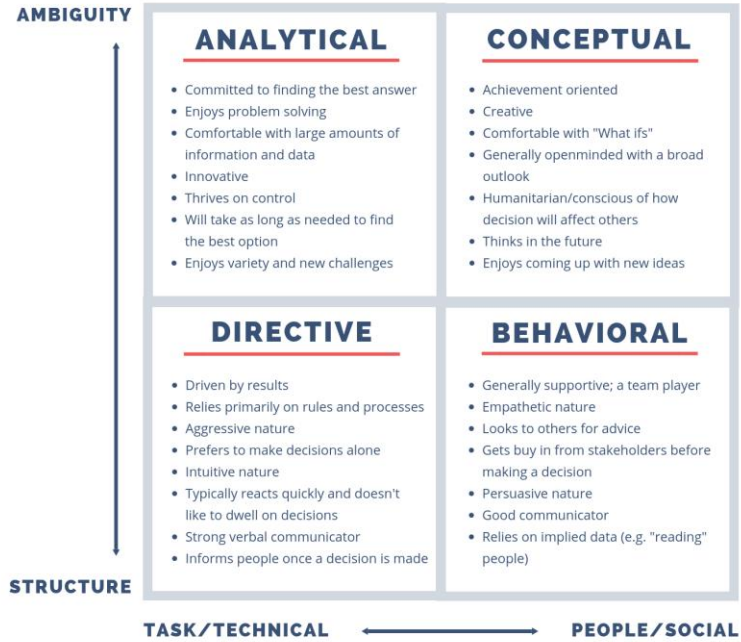 AMBIGUITY
ANALYTICAL
• Committed to finding the best answer
• Enjoys problem solving
• Comfortable with large amounts of
information and data
• Innovative
• Thrives on control
• Will take as long as needed to find
the best option
• Enjoys variety and new challenges
CONCEPTUAL
• Achievement oriented
• Creative
• Comfortable with "What ifs"
• Generally openminded with a broad
outlook
• Humanitarian/conscious of how
decision will affect others
• Thinks in the future
• Enjoys coming up with new ideas
DIRECTIVE
• Driven by results
• Relies primarily on rules and processes
• Aggressive nature
• Prefers to make decisions alone
• Intuitive nature
• Typically reacts quickly and doesn't
like to dwell on decisions
• Strong verbal communicator
• Informs people once a decision is made
BEHAVIORAL
• Generally supportive; a team player
• Empathetic nature
• Looks to others for advice
• Gets buy in from stakeholders before
making a decision
• Persuasive nature
• Good communicator
• Relies on implied data (e.g. "reading"
people)
STRUCTURE
TASK/TECHNICAL
PEOPLE/SOCIAL